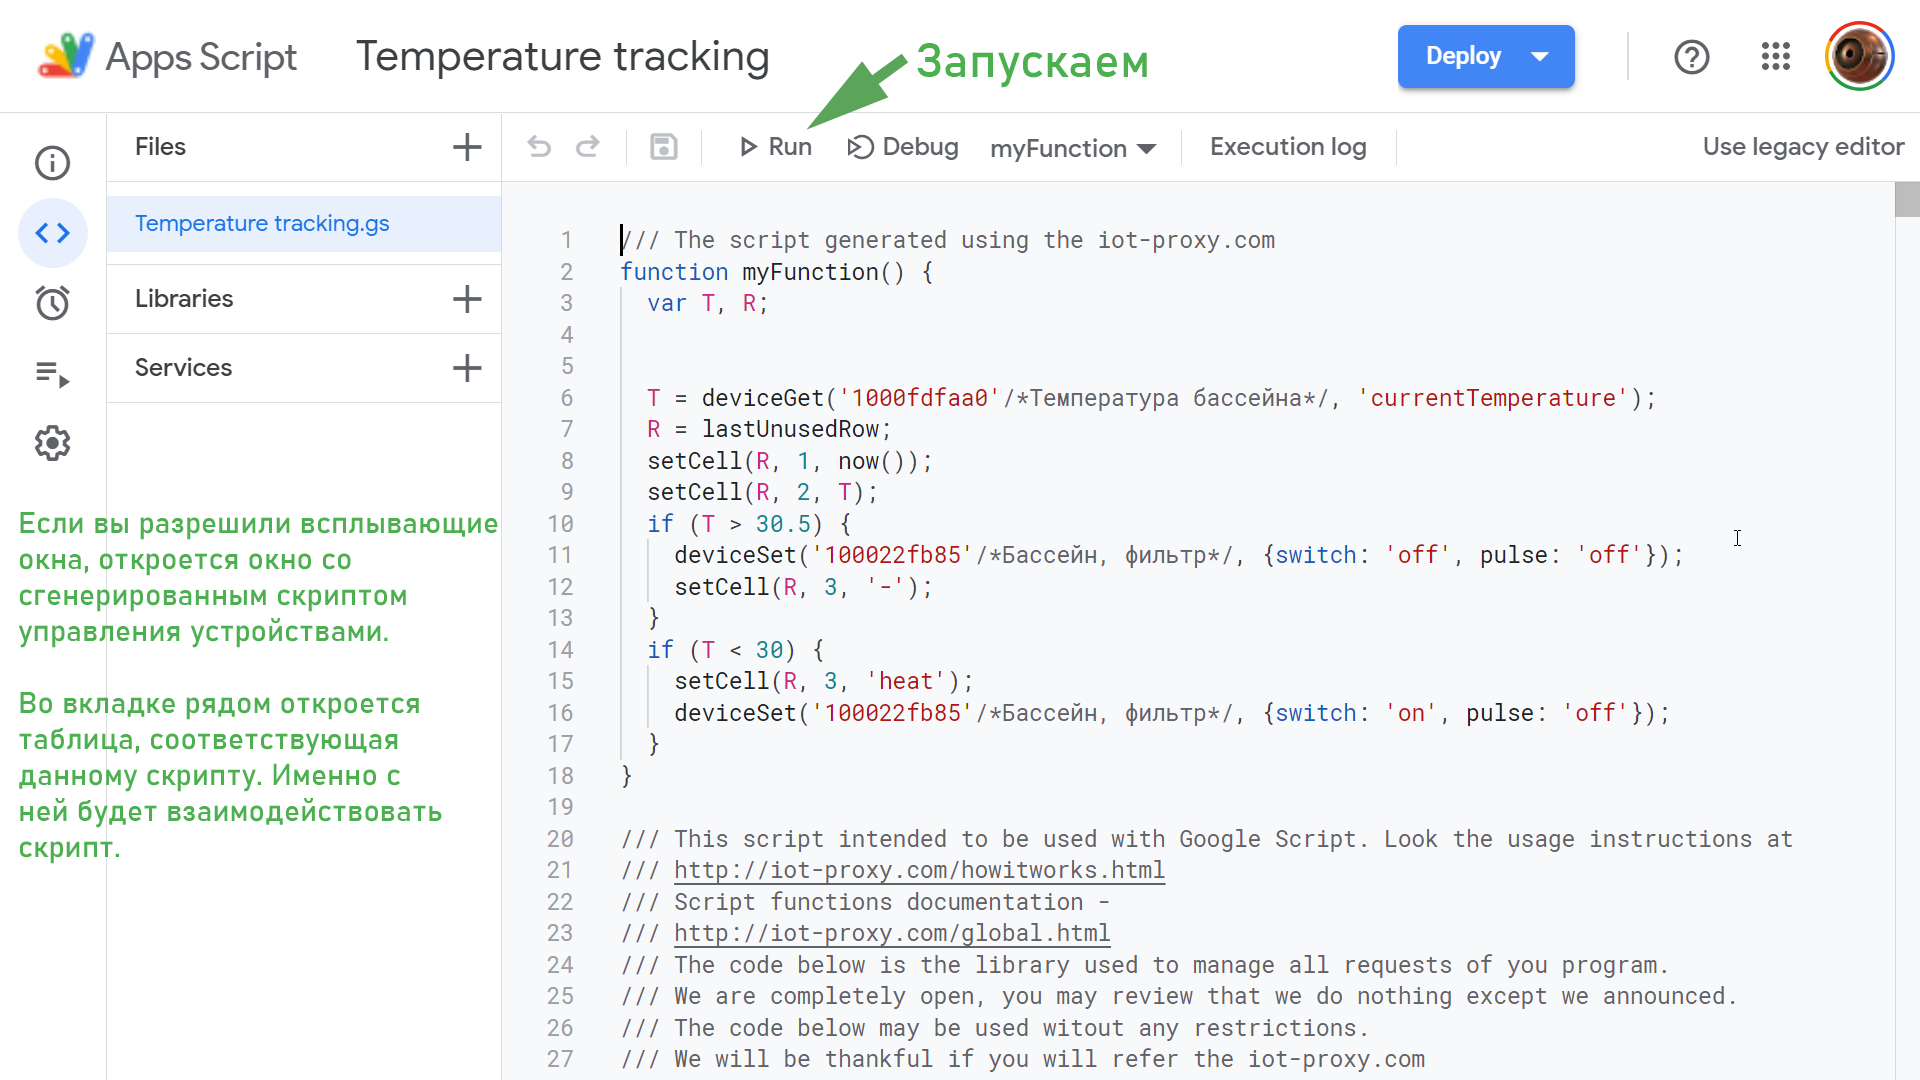 Apps Script
Temperature tracking
Запускаем
Deploy
Files
Run
Debug
myFunction
Execution log
Use legacy editor
Temperature tracking.gs
Libraries
Services
Если вы разрешили всплывающие
окна, откроется окно со
сгенерированным скриптом
управления устройствами.
Во вкладке рядом откроется
таблица, соответствующая
данному скрипту. Именно с
ней будет взаимодействовать
скрипт.
1 /// The script generated using the iot-proxy.com
2 function myFunction() {
3 var T, R;
4
5
6 T = deviceGet('1000fdfaa0'/*Температура бассейна*/, 'currentTemperature');
7 R = lastUnusedRow;
8 setCell(R, 1, now());
9 setCell(R, 2, T);
10 if (T > 30.5) {
11 deviceSet('100022fb85'/*Бассейн, фильтр*/, {switch: 'off', pulse: 'off'});
12 setCell(R, 3, '-');
13 }
14 if (T < 30) {
15 setCell(R, 3, 'heat');
16 deviceSet('100022fb85'/*Бассейн, фильтр*/, {switch: 'on', pulse: 'off'});
17 }
18 }
19
20 /// This script intended to be used with Google Script. Look the usage instructions at
21 /// http://iot-proxy.com/howitworks.html
22 /// Script functions documentation -
23 /// http://iot-proxy.com/global.html
24 /// The code below is the library used to manage all requests of you program.
25 /// We are completely open, you may review that we do nothing except we announced.
26 /// The code below may be used witout any restrictions.
27 /// We will be thankful if you will refer the iot-proxy.com